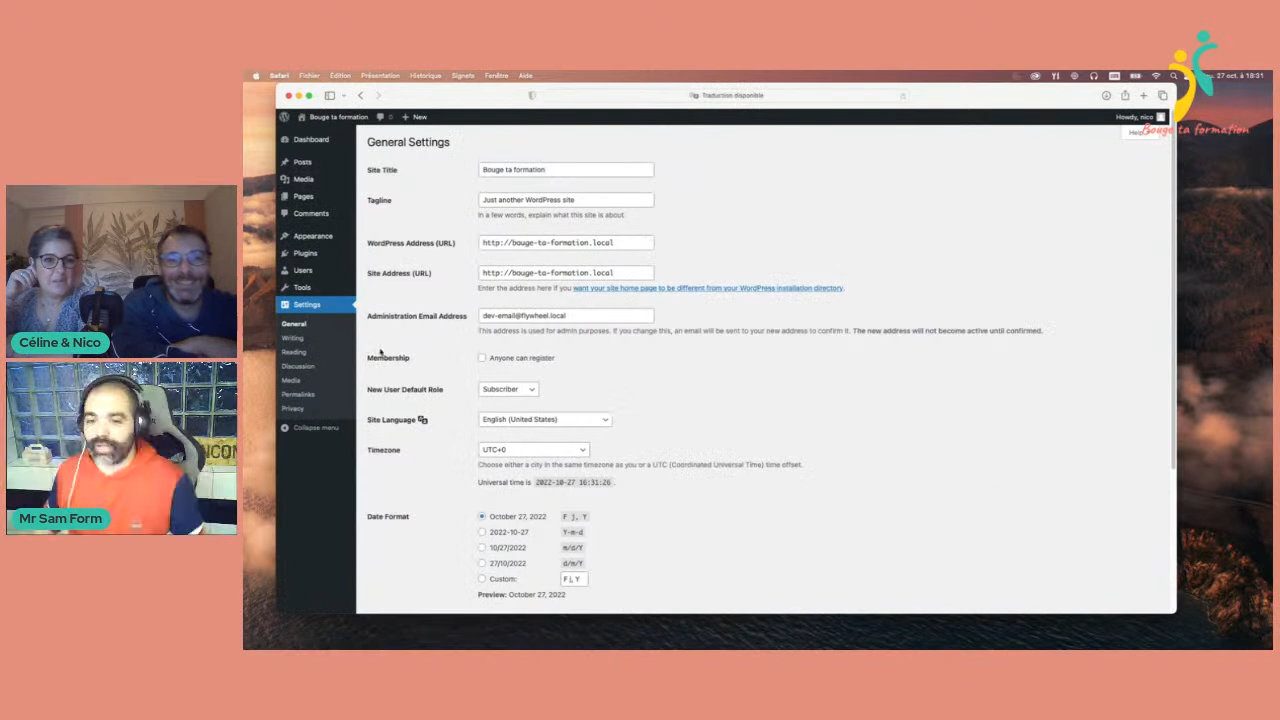 Safari Fichier Édition Présentation Historique Signets Fenêtre Aide
27 oct. à 18:31
Traduction disponible
Bouge ta formation 0 New
Howdy, nico
Help
Bouge ta formation
Dashboard
Posts
Media
Pages
Comments
Appearance
Plugins
Users
Tools
Settings
General
Writing
Reading
Discussion
Media
Permalinks
Privacy
Collapse menu
General Settings
Site Title Bouge ta formation
Tagline Just another WordPress site
In a few words, explain what this site is about.
WordPress Address (URL) http://bouge-ta-formation.local
Site Address (URL) http://bouge-ta-formation.local
Enter the address here if you want your site home page to be different from your WordPress installation directory.
Administration Email Address dev-email@flywheel.local
This address is used for admin purposes. If you change this, an email will be sent to your new address to confirm it. The new address will not become active until confirmed.
Membership Anyone can register
New User Default Role Subscriber
Site Language English (United States)
Timezone UTC+0
Choose either a city in the same timezone as you or a UTC (Coordinated Universal Time) time offset.
Universal time is 2022-10-27 16:31:26 .
Date Format October 27, 2022 F j, Y
2022-10-27 Y-m-d
10/27/2022 m/d/Y
27/10/2022 d/m/Y
Custom: F j, Y
Preview: October 27, 2022
Céline & Nico
Mr Sam Form